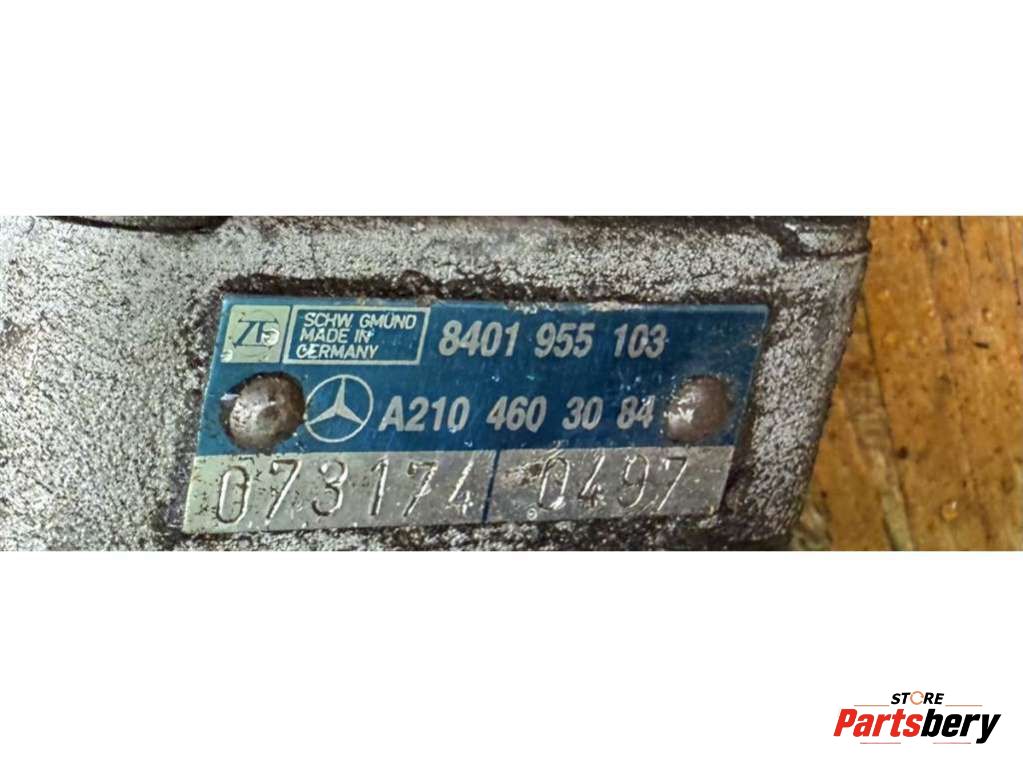 ZF
SCHW. GMÜND
MADE IN
GERMANY
8401 955 103
A210 460 30 84
073174 0497
STORE
Partsbery